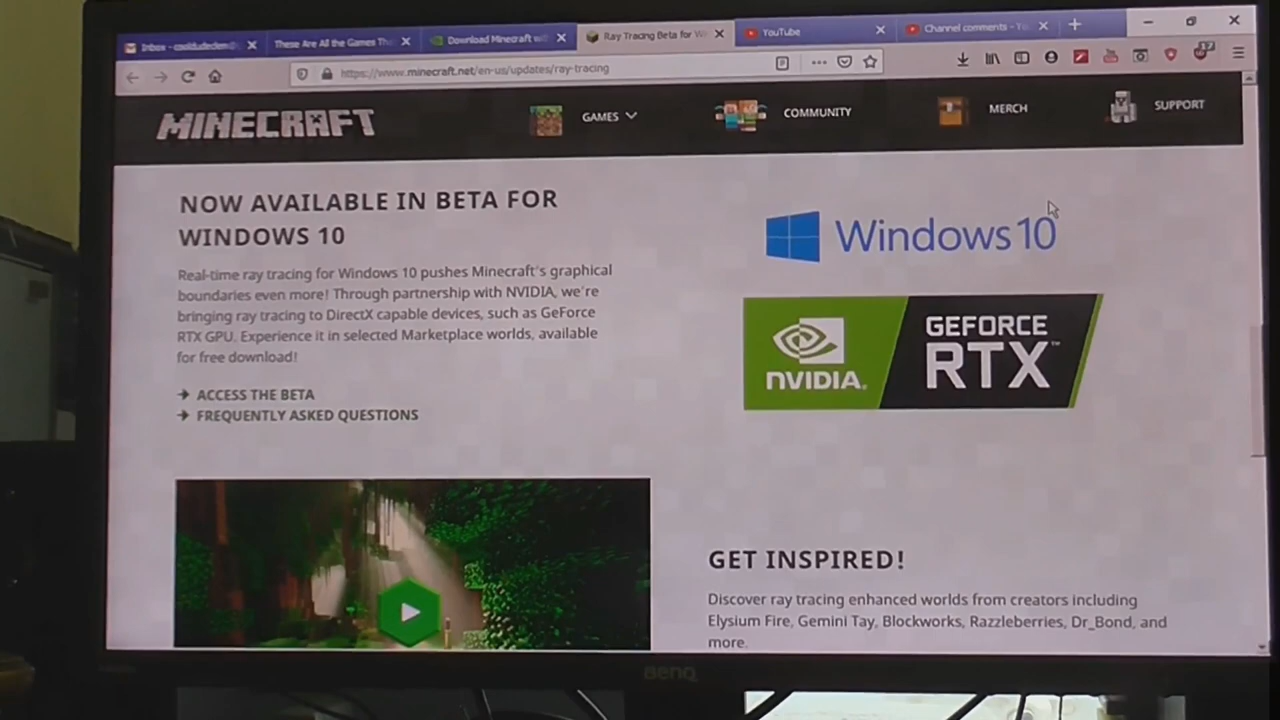 Inbox -
These Are All the Games Th
Download Minecraft wit
Ray Tracing Beta for Wi
YouTube
Channel comments - Yo
https://www.minecraft.net/en-us/updates/ray-tracing
MINECRAFT
GAMES
COMMUNITY
MERCH
SUPPORT
NOW AVAILABLE IN BETA FOR
WINDOWS 10
Real-time ray tracing for Windows 10 pushes Minecraft's graphical
boundaries even more! Through partnership with NVIDIA, we're
bringing ray tracing to DirectX capable devices, such as GeForce
RTX GPU. Experience it in selected Marketplace worlds, available
for free download!
→ ACCESS THE BETA
→ FREQUENTLY ASKED QUESTIONS
Windows 10
NVIDIA.
GEFORCE
RTX™
GET INSPIRED!
Discover ray tracing enhanced worlds from creators including
Elysium Fire, Gemini Tay, Blockworks, Razzleberries, Dr_Bond, and
more.
BenQ